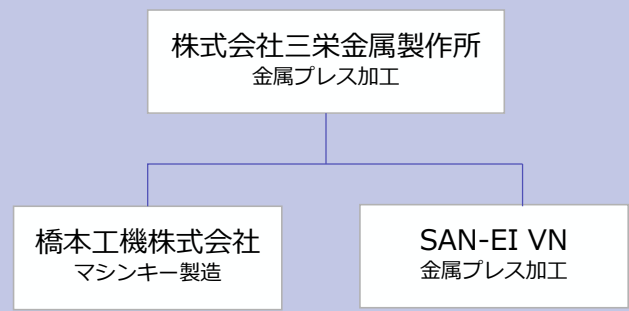 株式会社三栄金属製作所
金属プレス加工
橋本工機株式会社
マシンキー製造
SAN-EI VN
金属プレス加工